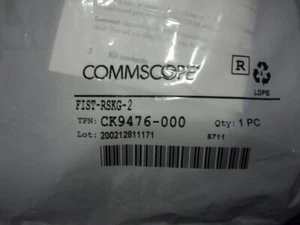 COMMSCOPE®
R
LDPE
FIST-RSKG-2
TPN: CK9476-000 Qty: 1 PC
Lot: 200212811171 5711